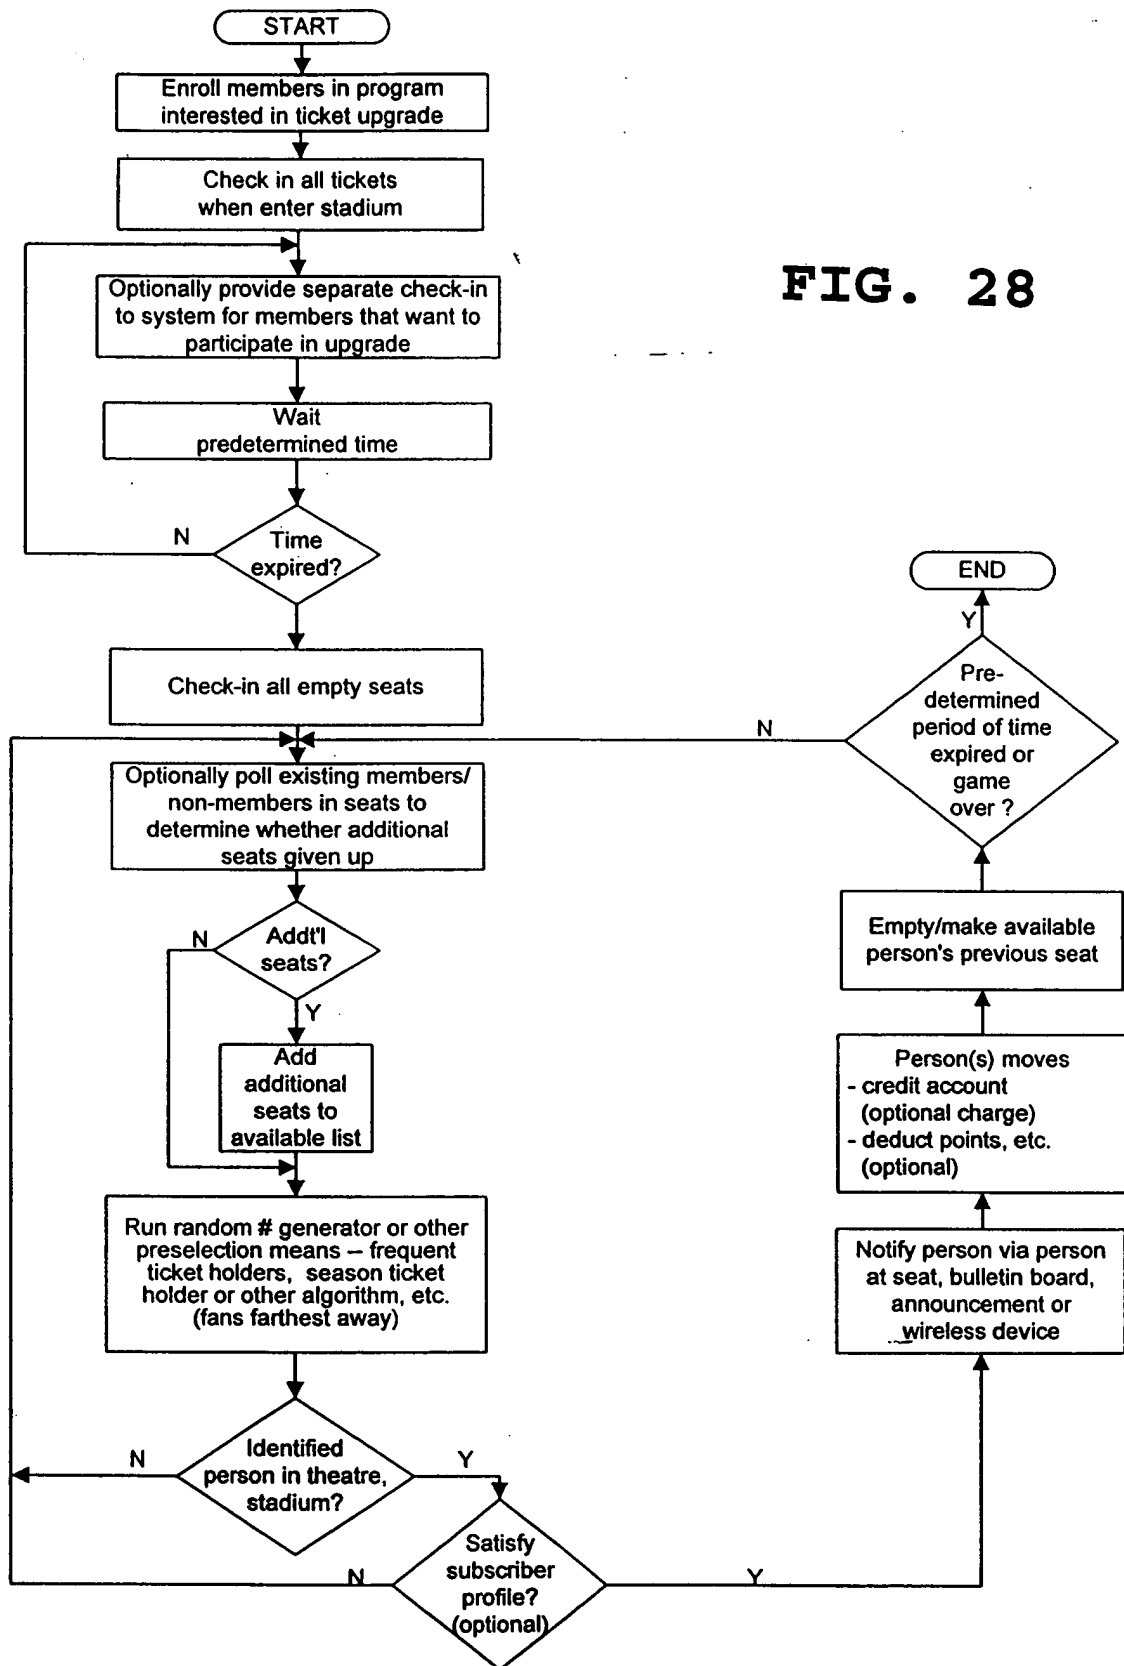 START
Enroll members in program
interested in ticket upgrade
Check in all tickets
when enter stadium
FIG. 28
Optionally provide separate check-in
to system for members that want to
participate in upgrade
Wait
predetermined time
N
Time
expired?
END
Y
Check-in all empty seats
Pre-
determined
period of time
expired or
game
over ?
N
Optionally poll existing members/
non-members in seats to
determine whether additional
seats given up
Empty/make available
person's previous seat
N
Addt'l
seats?
Y
Add
additional
seats to
available list
Person(s) moves
- credit account
(optional charge)
- deduct points, etc.
(optional)
Run random # generator or other
preselection means – frequent
ticket holders, season ticket
holder or other algorithm, etc.
(fans farthest away)
Notify person via person
at seat, bulletin board,
announcement or
wireless device
N
Identified
person in theatre,
stadium?
Y
N
Satisfy
subscriber
profile?
(optional)
Y